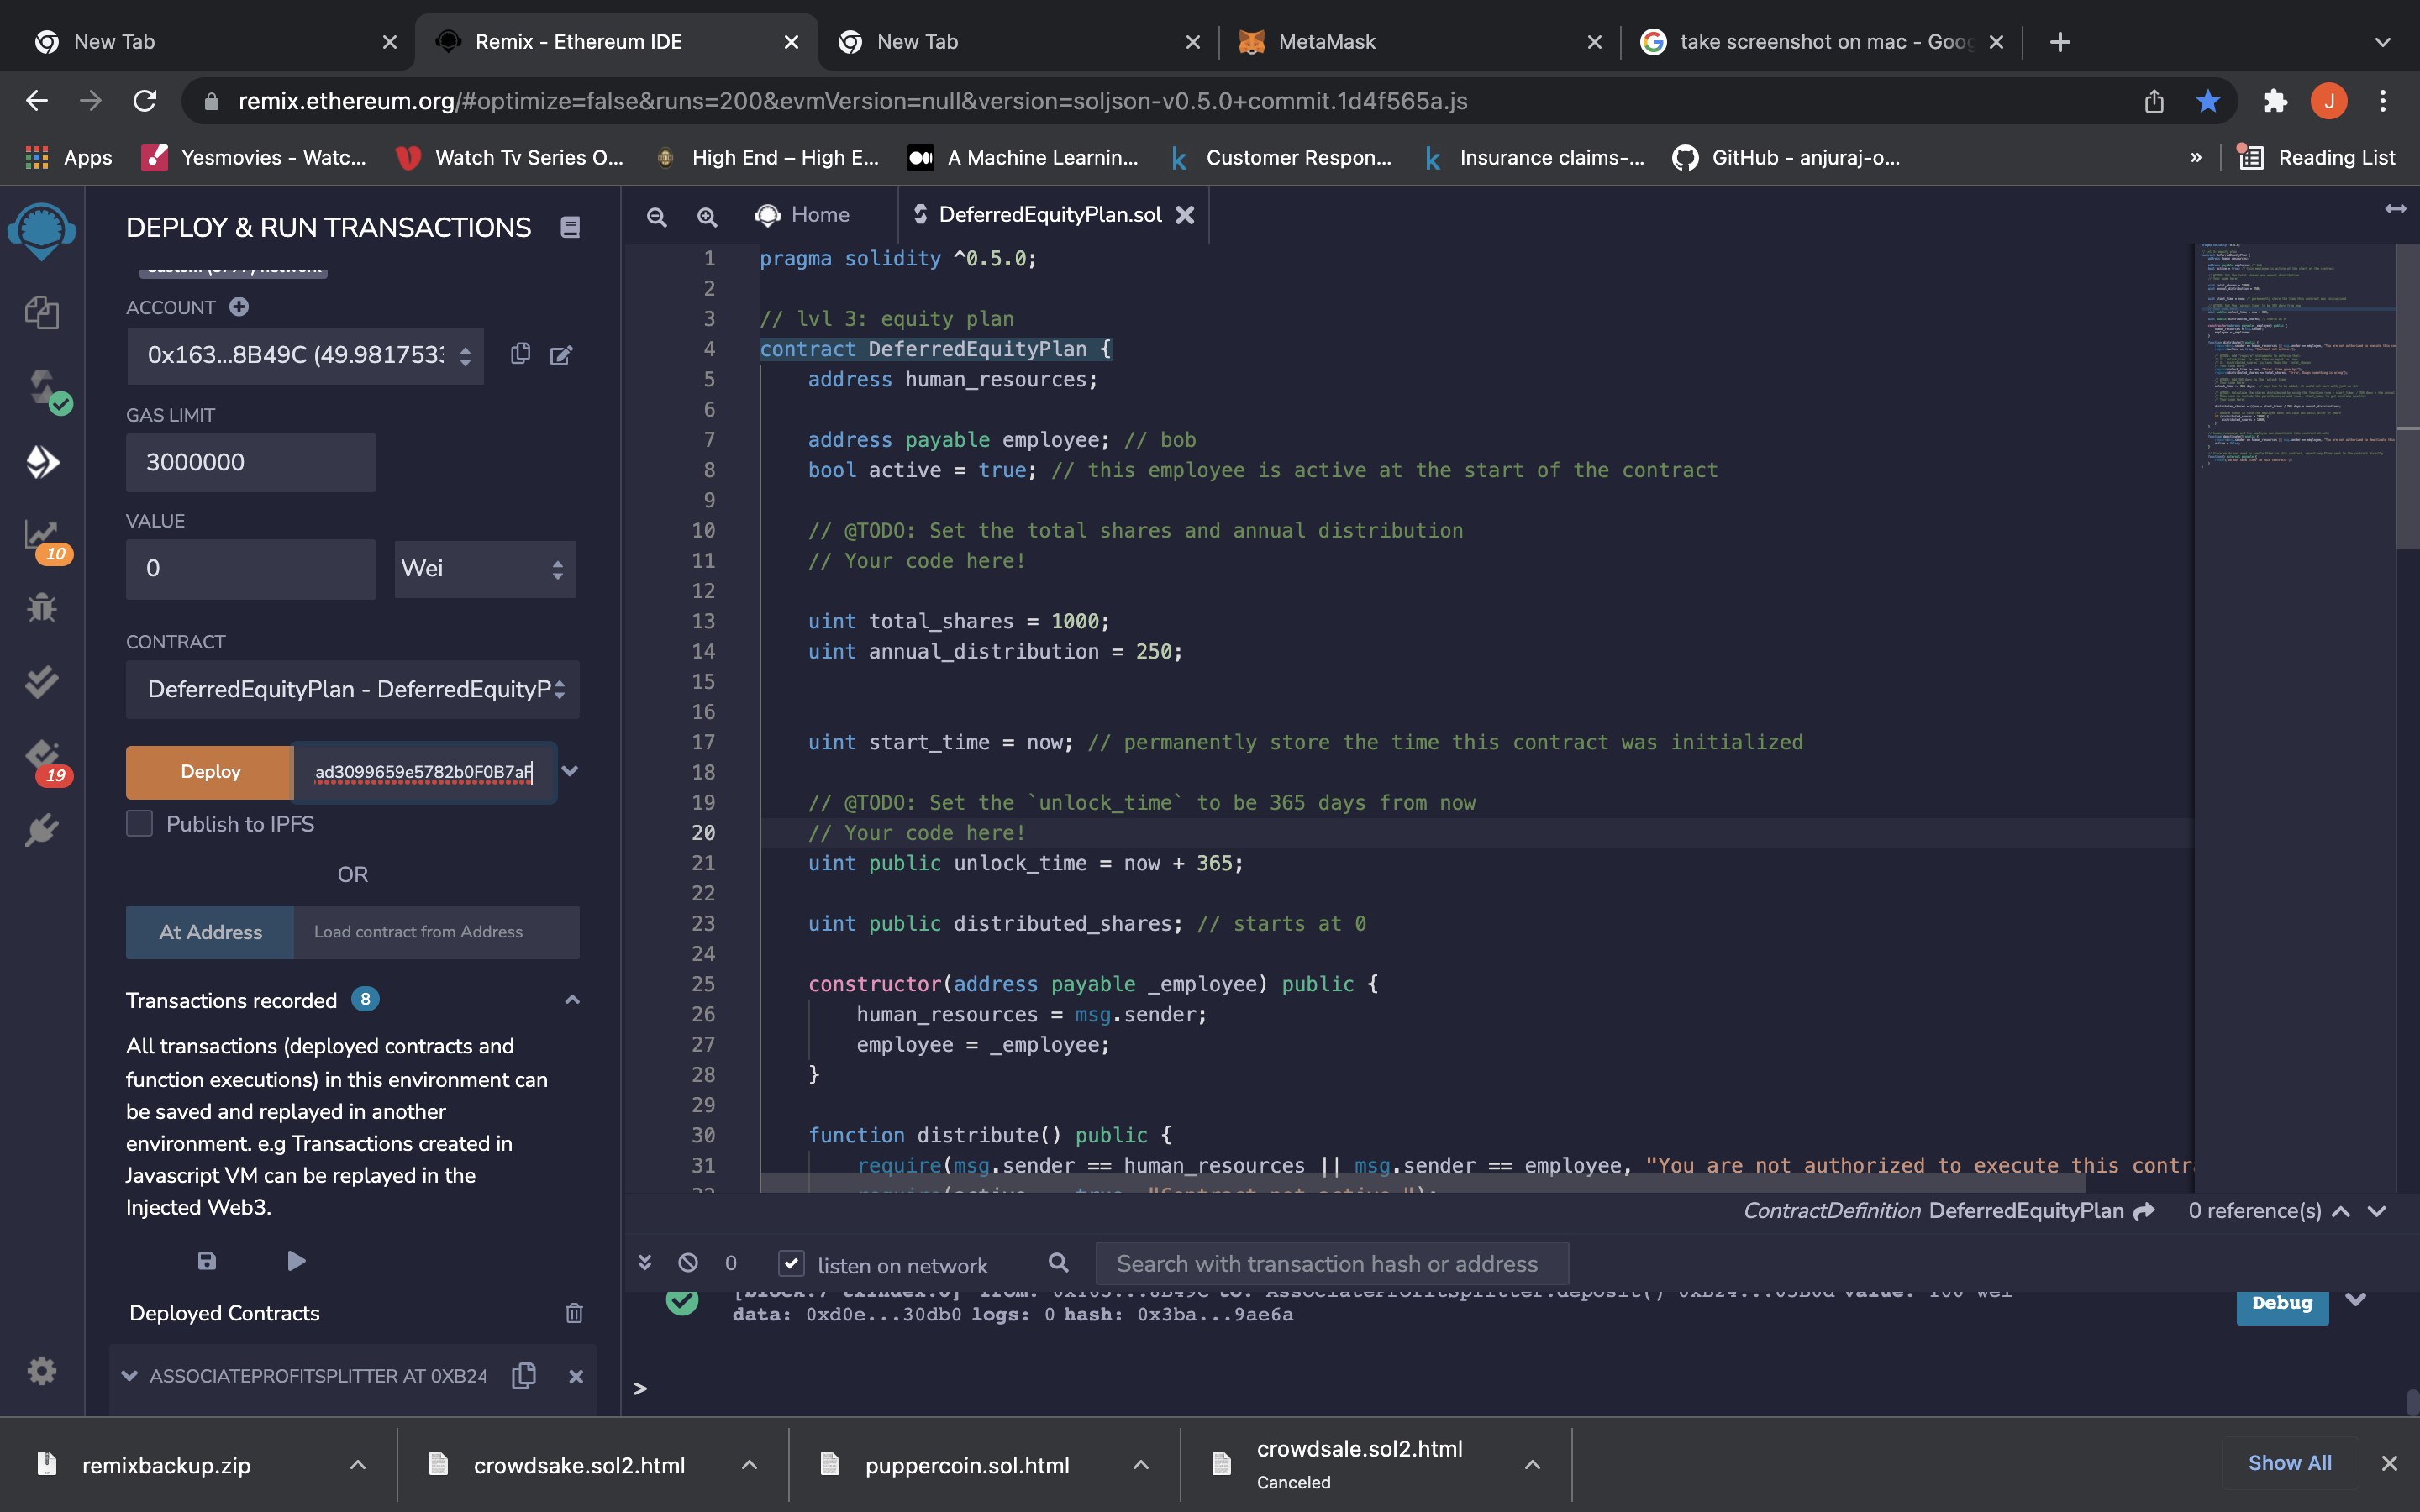 New Tab
Remix - Ethereum IDE
New Tab
MetaMask
take screenshot on mac - Goog
remix.ethereum.org/#optimize=false&runs=200&evmVersion=null&version=soljson-v0.5.0+commit.1d4f565a.js
J
Apps
Yesmovies - Watc...
Watch Tv Series O...
High End – High E...
A Machine Learnin...
Customer Respon...
Insurance claims-...
GitHub - anjuraj-o...
»
Reading List
DEPLOY & RUN TRANSACTIONS
ACCOUNT
0x163...8B49C (49.9817533
GAS LIMIT
3000000
VALUE
0
Wei
CONTRACT
DeferredEquityPlan - DeferredEquityP
Deploy
ad3099659e5782b0F0B7aF
Publish to IPFS
OR
At Address
Load contract from Address
Transactions recorded 8
All transactions (deployed contracts and
function executions) in this environment can
be saved and replayed in another
environment. e.g Transactions created in
Javascript VM can be replayed in the
Injected Web3.
Deployed Contracts
ASSOCIATEPROFITSPLITTER AT 0XB24
10
19
Home
DeferredEquityPlan.sol
1 pragma solidity ^0.5.0;
2
3 // lvl 3: equity plan
4 contract DeferredEquityPlan {
5 address human_resources;
6
7 address payable employee; // bob
8 bool active = true; // this employee is active at the start of the contract
9
10 // @TODO: Set the total shares and annual distribution
11 // Your code here!
12
13 uint total_shares = 1000;
14 uint annual_distribution = 250;
15
16
17 uint start_time = now; // permanently store the time this contract was initialized
18
19 // @TODO: Set the `unlock_time` to be 365 days from now
20 // Your code here!
21 uint public unlock_time = now + 365;
22
23 uint public distributed_shares; // starts at 0
24
25 constructor(address payable _employee) public {
26 human_resources = msg.sender;
27 employee = _employee;
28 }
29
30 function distribute() public {
31 require(msg.sender == human_resources || msg.sender == employee, "You are not authorized to execute this contr
ContractDefinition DeferredEquityPlan
0 reference(s)
0
listen on network
Search with transaction hash or address
data: 0xd0e...30db0 logs: 0 hash: 0x3ba...9ae6a
Debug
>
remixbackup.zip
crowdsake.sol2.html
puppercoin.sol.html
crowdsale.sol2.html
Canceled
Show All